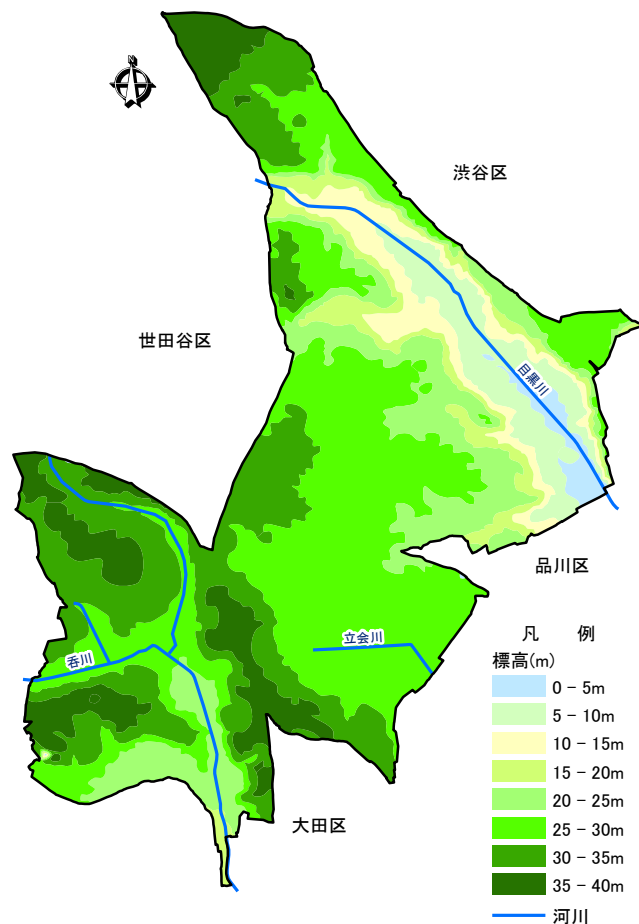 渋谷区
世田谷区
目黒川
品川区
立会川
呑川
大田区
凡 例
標高(m)
0 - 5m
5 - 10m
10 - 15m
15 - 20m
20 - 25m
25 - 30m
30 - 35m
35 - 40m
河川